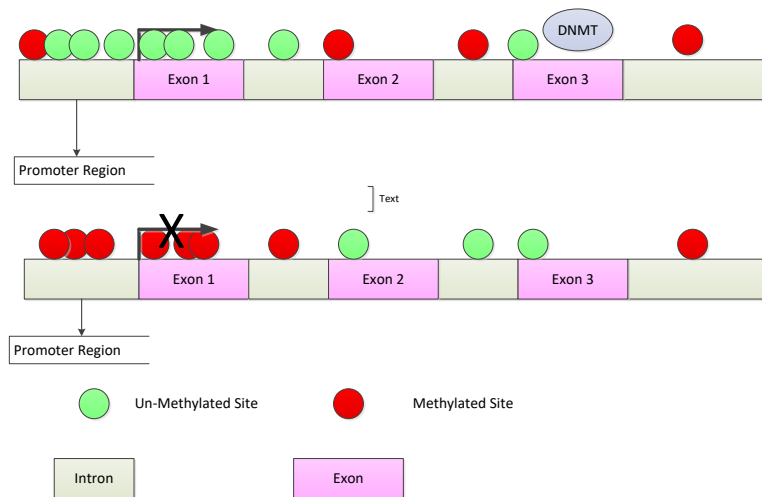 DNMT
Exon 1
Exon 2
Exon 3
Promoter Region
Text
X
Exon 1
Exon 2
Exon 3
Promoter Region
Un-Methylated Site
Methylated Site
Intron
Exon